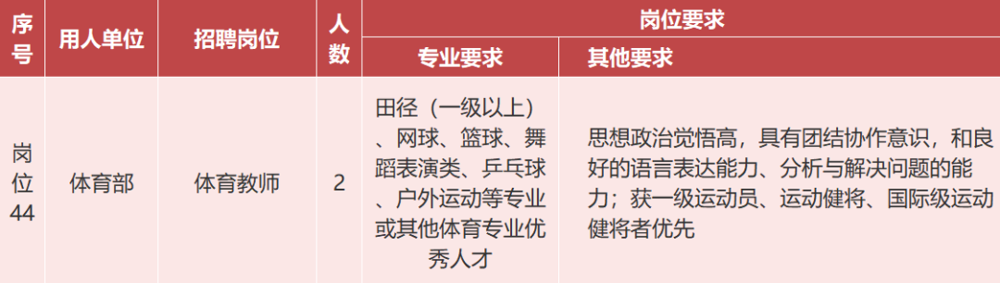 序号
用人单位
招聘岗位
人数
岗位要求
专业要求
其他要求
岗位44
体育部
体育教师
2
田径（一级以上）
、网球、篮球、舞
蹈表演类、乒乓球
、户外运动等专业
或其他体育专业优
秀人才
思想政治觉悟高，具有团结协作意识，和良
好的语言表达能力、分析与解决问题的能
力；获一级运动员、运动健将、国际级运动
健将者优先